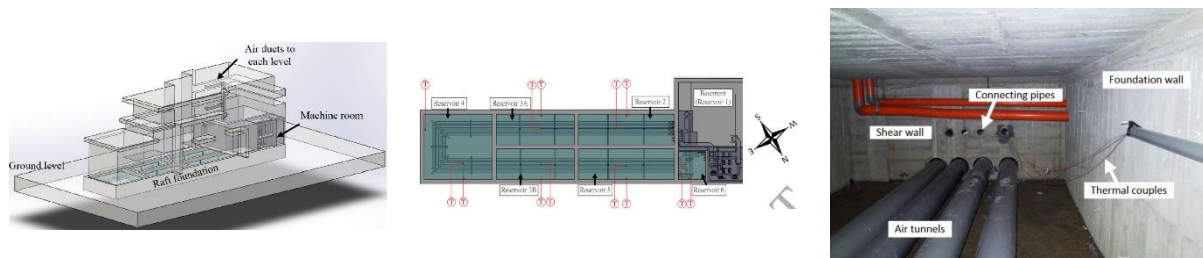 Air ducts to
each level
Machine room
Ground level
Raft foundation
T
T
T
T
T
Reservoir 4
Reservoir 3A
Reservoir 2
Basement
(Reservoir 1)
S
W
E
N
Reservoir 3B
Reservoir 5
Reservoir 6
T
T
T
T
T
T
T
T
T
Connecting pipes
Foundation wall
Shear wall
Thermal couples
Air tunnels